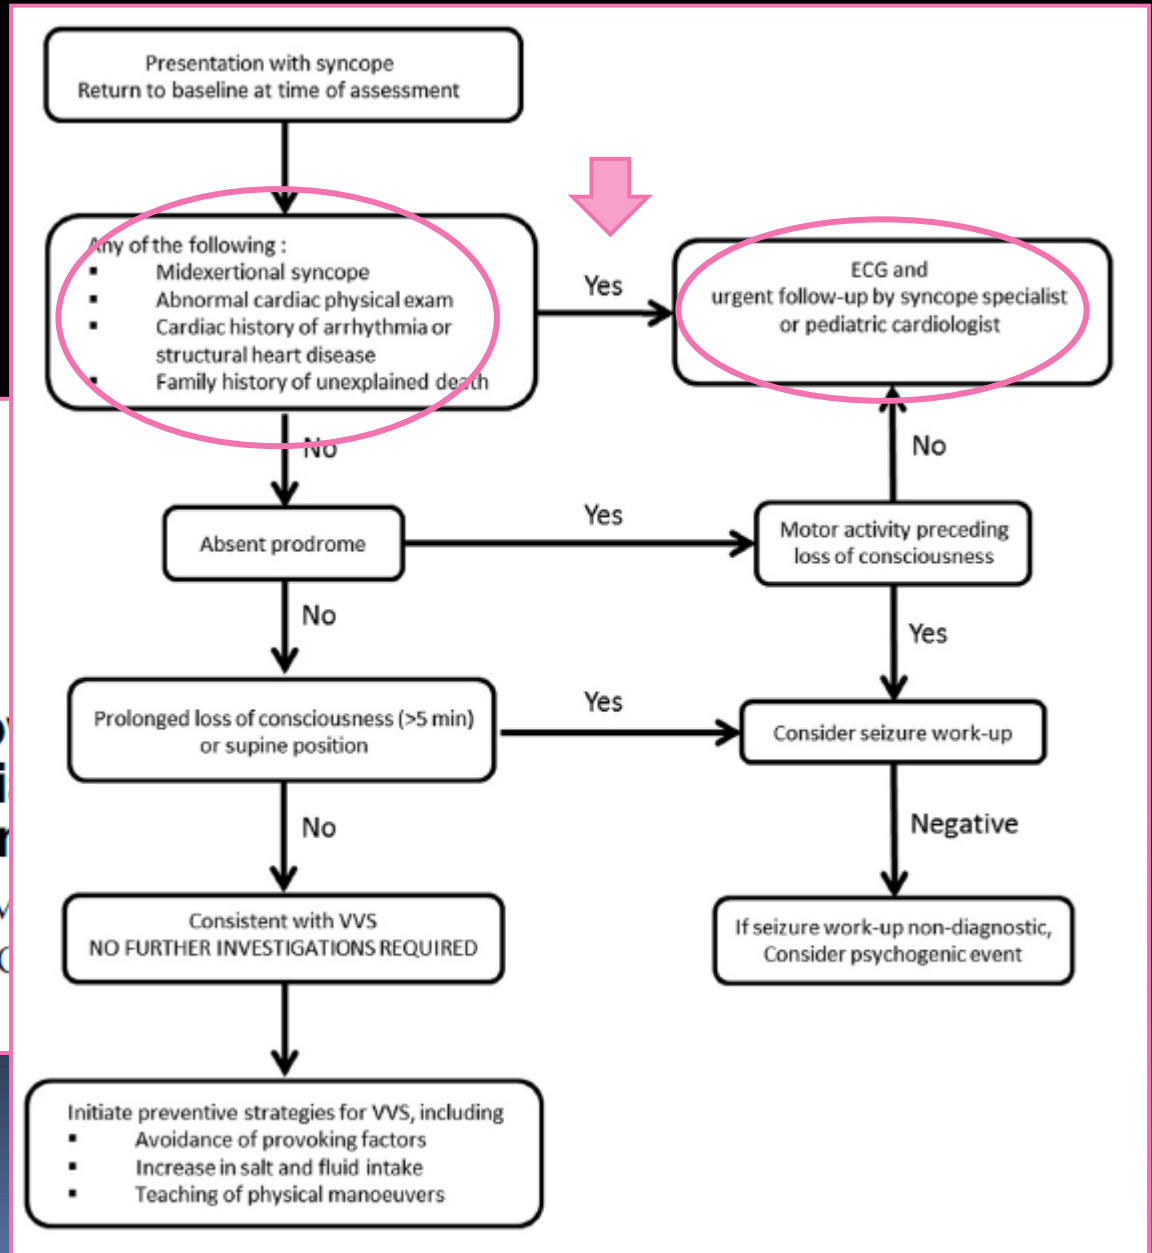 Presentation with syncope
Return to baseline at time of assessment
Any of the following :
▪ Midexertional syncope
▪ Abnormal cardiac physical exam
▪ Cardiac history of arrhythmia or
structural heart disease
▪ Family history of unexplained death
Yes
ECG and
urgent follow-up by syncope specialist
or pediatric cardiologist
No
No
Absent prodrome
Yes
Motor activity preceding
loss of consciousness
No
Yes
Prolonged loss of consciousness (>5 min)
or supine position
Yes
Consider seizure work-up
No
Negative
Consistent with VVS
NO FURTHER INVESTIGATIONS REQUIRED
If seizure work-up non-diagnostic,
Consider psychogenic event
Initiate preventive strategies for VVS, including
▪ Avoidance of provoking factors
▪ Increase in salt and fluid intake
▪ Teaching of physical manoeuvers